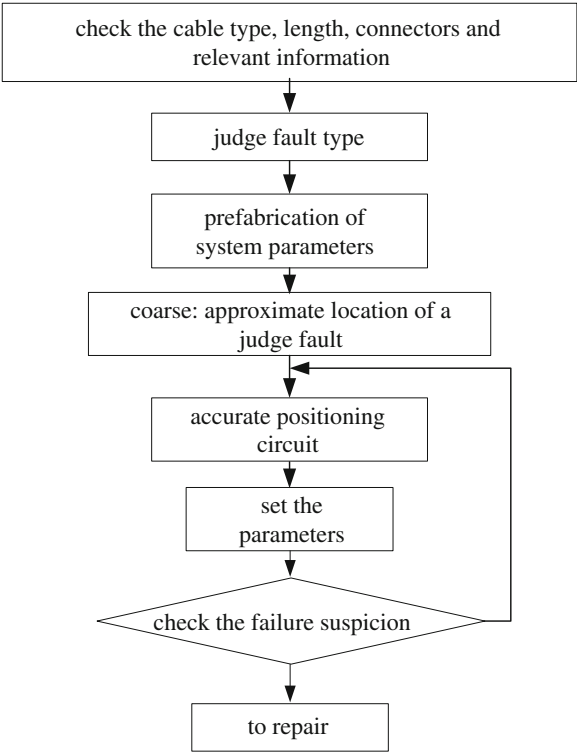 check the cable type, length, connectors and
relevant information
judge fault type
prefabrication of
system parameters
coarse: approximate location of a
judge fault
accurate positioning
circuit
set the
parameters
check the failure suspicion
to repair